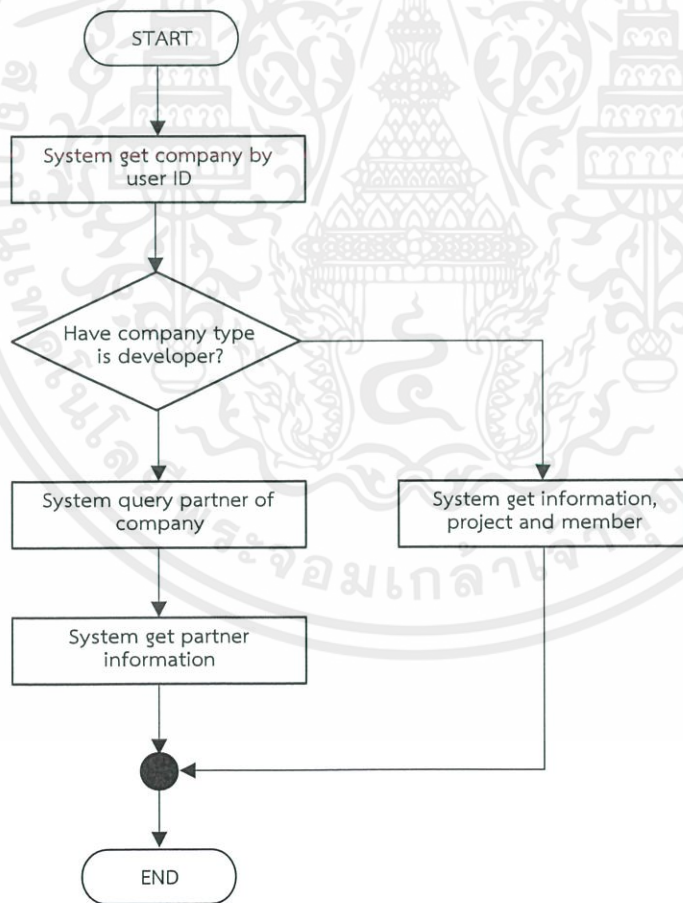 START
System get company by
user ID
Have company type
is developer?
System query partner of
company
System get information,
project and member
System get partner
information
END